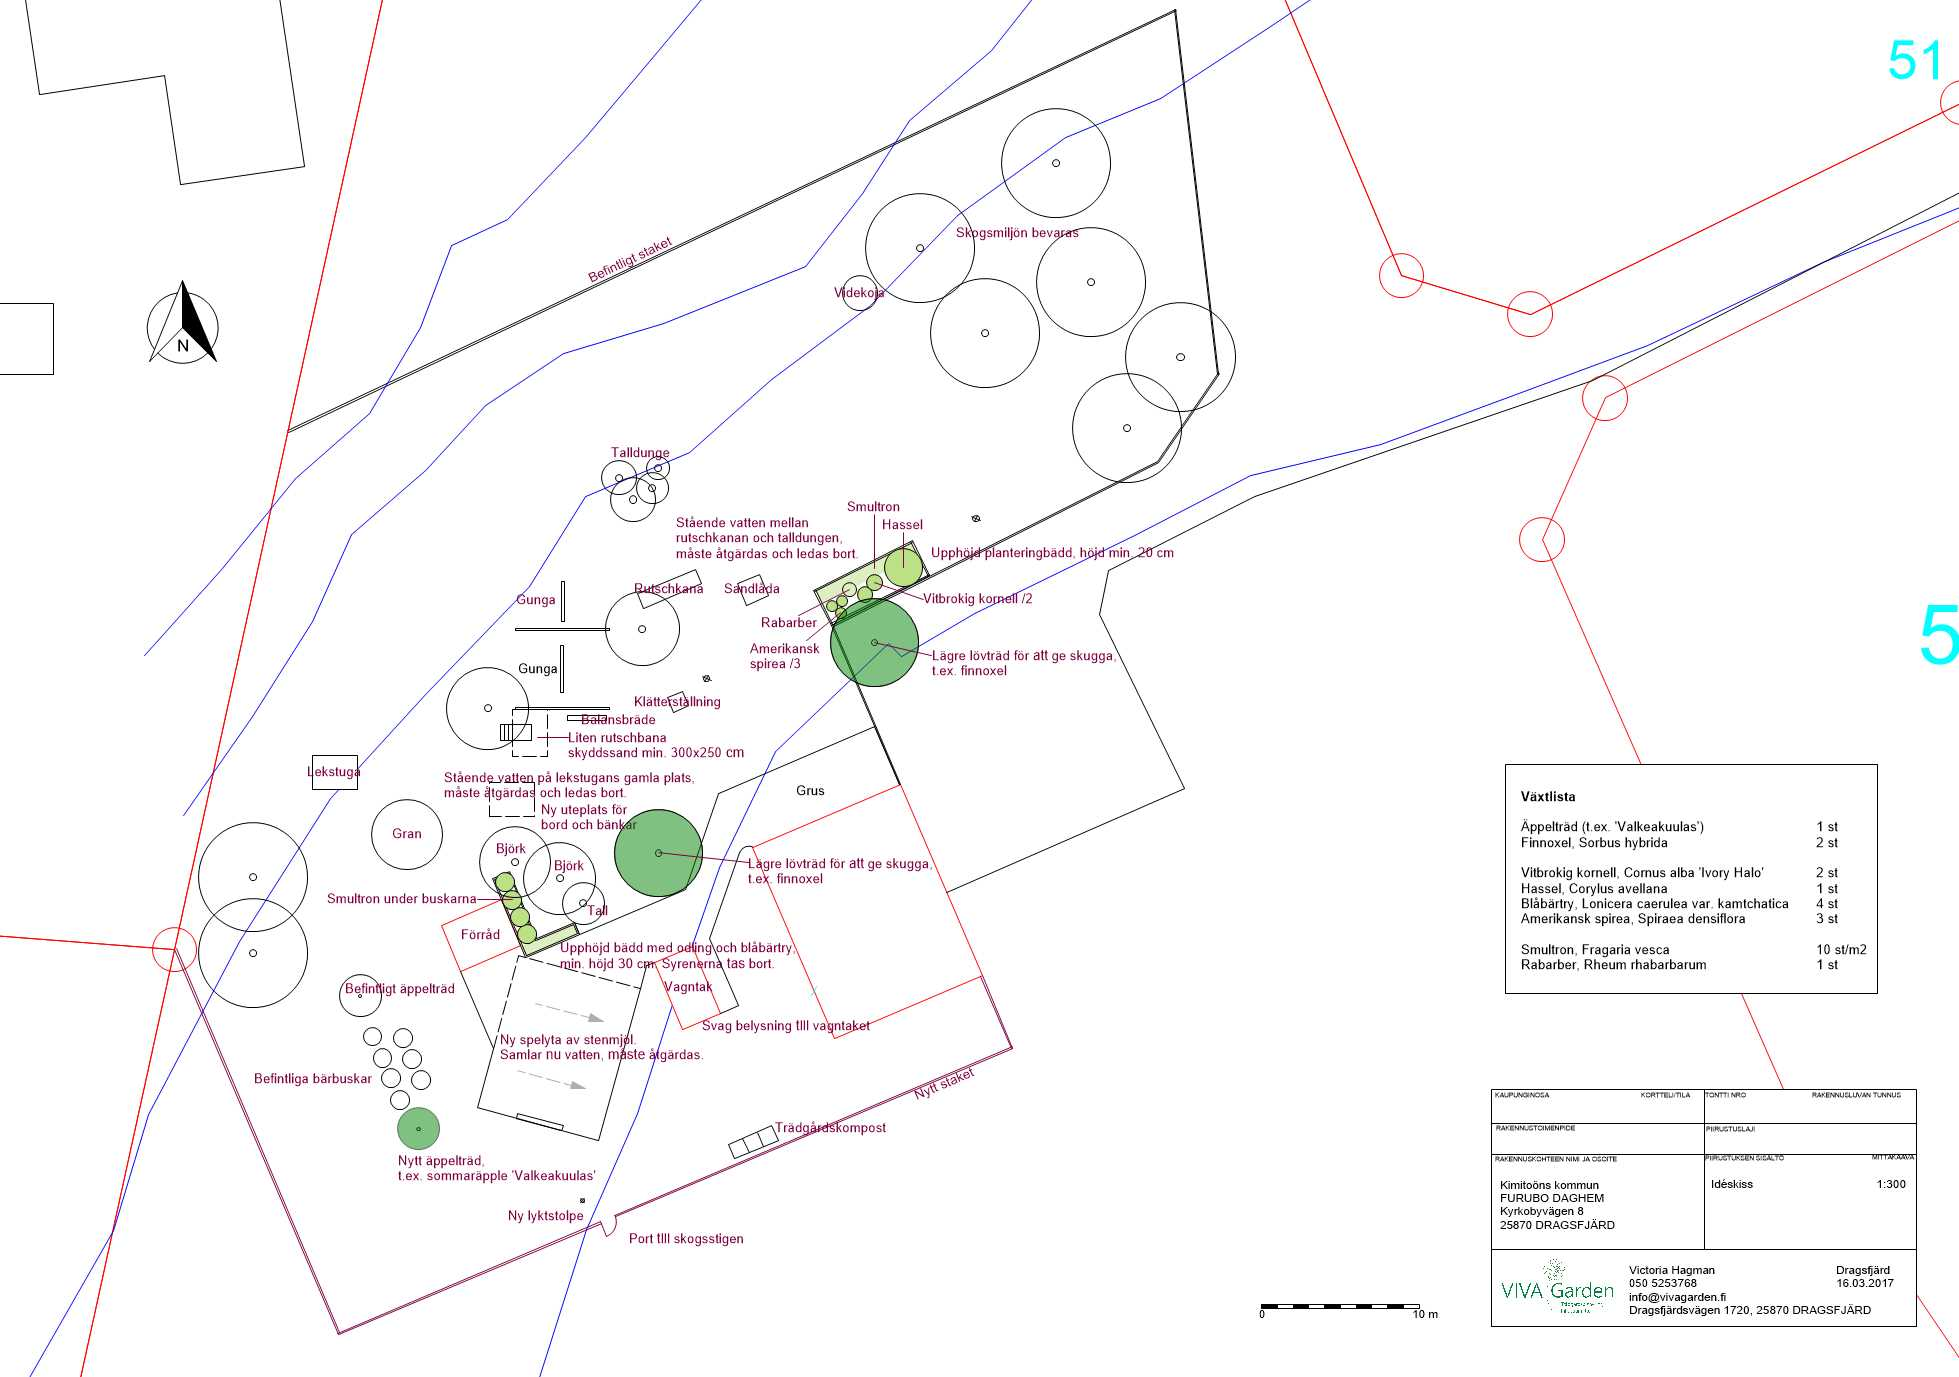 51
Skogsmiljön bevaras
Befintligt staket
Videkoja
N
Talldunge
Smultron
Hassel
Stående vatten mellan
rutschkanan och talldungen,
måste åtgärdas och ledas bort.
Upphöjd planteringbädd, höjd min. 20 cm
Rutschkana
Sandlåda
Gunga
Vitbrokig kornell /2
Rabarber
Amerikansk
spirea /3
Lägre lövträd för att ge skugga,
t.ex. finnoxel
5
Gunga
Klätterställning
Balansbräde
Liten rutschbana
skyddssand min. 300x250 cm
Lekstuga
Stående vatten på lekstugans gamla plats,
måste åtgärdas och ledas bort.
Grus
Ny uteplats för
bord och bänkar
Gran
Björk
Björk
Lägre lövträd för att ge skugga,
t.ex. finnoxel
Smultron under buskarna
Tall
Förråd
Upphöjd bädd med odling och blåbärtry,
min. höjd 30 cm. Syrenerna tas bort.
Befintligt äppelträd
Vagntak
Svag belysning tIII vagntaket
Ny spelyta av stenmjöl.
Samlar nu vatten, måste åtgärdas.
Befintliga bärbuskar
Nytt staket
Trädgårdskompost
Nytt äppelträd,
t.ex. sommaräpple 'Valkeakuulas'
Ny lyktstolpe
Port tIII skogsstigen
Växtlista
Äppelträd (t.ex. 'Valkeakuulas') 1 st
Finnoxel, Sorbus hybrida 2 st
Vitbrokig kornell, Cornus alba 'Ivory Halo' 2 st
Hassel, Corylus avellana 1 st
Blåbärtry, Lonicera caerulea var. kamtchatica 4 st
Amerikansk spirea, Spiraea densiflora 3 st
Smultron, Fragaria vesca 10 st/m2
Rabarber, Rheum rhabarbarum 1 st
KAUPUNGINOSA KORTTELI/TILA TONTTI NRO RAKENNUSLUVAN TUNNUS
RAKENNUSTOIMENPIDE PIIRUSTUSLAJI
RAKENNUSKOHTEEN NIMI JA OSOITE PIIRUSTUKSEN SISÄLTÖ MITTAKAAVA
Kimitoöns kommun
FURUBO DAGHEM
Kyrkobyvägen 8
25870 DRAGSFJÄRD
Idéskiss 1:300
VIVA Garden
Victoria Hagman Dragsfjärd
050 5253768 16.03.2017
info@vivagarden.fi
Dragsfjärdsvägen 1720, 25870 DRAGSFJÄRD
0 10 m